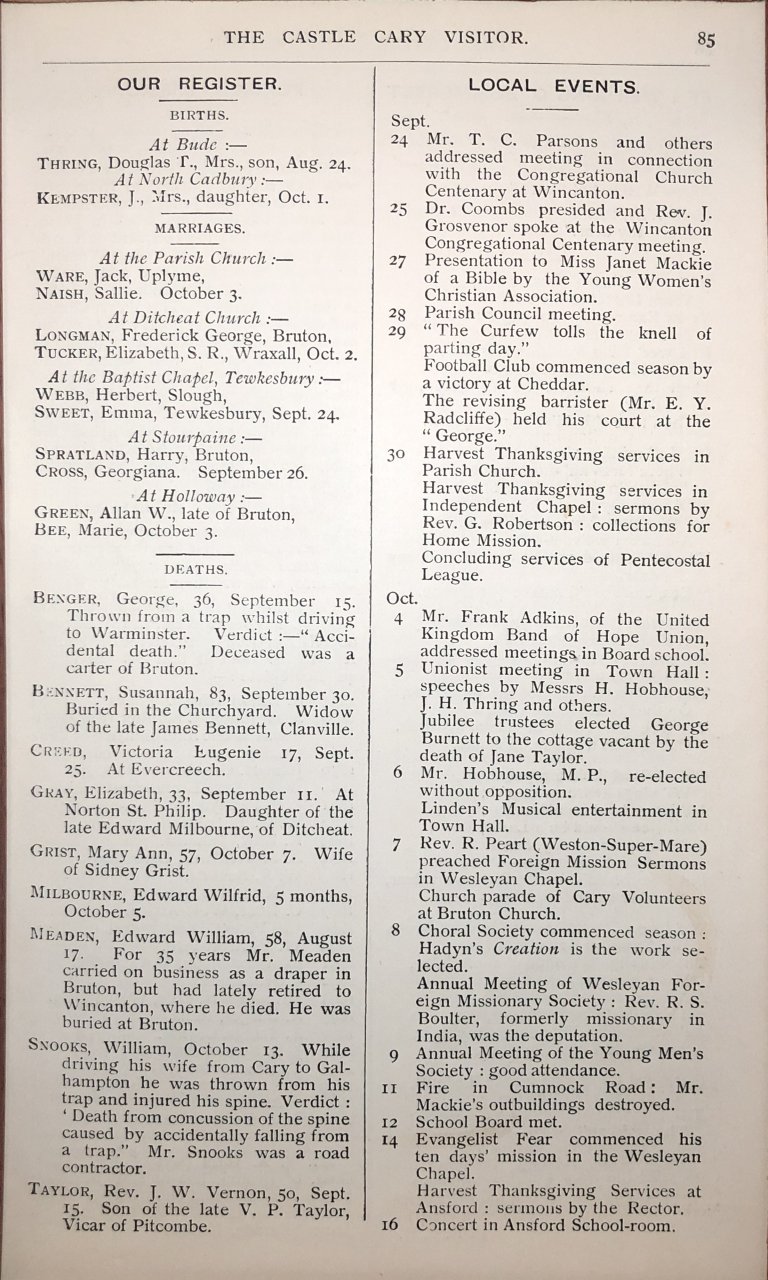 THE CASTLE CARY VISITOR.
85
OUR REGISTER.
BIRTHS.
At Bude :—
THRING, Douglas T., Mrs., son, Aug. 24.
At North Cadbury :—
KEMPSTER, J., Mrs., daughter, Oct. 1.
MARRIAGES.
At the Parish Church :—
WARE, Jack, Uplyme,
NAISH, Sallie. October 3.
At Ditcheat Church :—
LONGMAN, Frederick George, Bruton,
TUCKER, Elizabeth, S. R., Wraxall, Oct. 2.
At the Baptist Chapel, Tewkesbury :—
WEBB, Herbert, Slough,
SWEET, Emma, Tewkesbury, Sept. 24.
At Stourpaine :—
SPRATLAND, Harry, Bruton,
CROSS, Georgiana. September 26.
At Holloway :—
GREEN, Allan W., late of Bruton,
BEE, Marie, October 3.
DEATHS.
BENGER, George, 36, September 15.
Thrown from a trap whilst driving
to Warminster. Verdict :—“ Acci-
dental death.” Deceased was a
carter of Bruton.
BENNETT, Susannah, 83, September 30.
Buried in the Churchyard. Widow
of the late James Bennett, Clanville.
CREED, Victoria Eugenie 17, Sept.
25. At Evercreech.
GRAY, Elizabeth, 33, September 11. At
Norton St. Philip. Daughter of the
late Edward Milbourne, of Ditcheat.
GRIST, Mary Ann, 57, October 7. Wife
of Sidney Grist.
MILBOURNE, Edward Wilfrid, 5 months,
October 5.
MEADEN, Edward William, 58, August
17. For 35 years Mr. Meaden
carried on business as a draper in
Bruton, but had lately retired to
Wincanton, where he died. He was
buried at Bruton.
SNOOKS, William, October 13. While
driving his wife from Cary to Gal-
hampton he was thrown from his
trap and injured his spine. Verdict :
‘ Death from concussion of the spine
caused by accidentally falling from
a trap.” Mr. Snooks was a road
contractor.
TAYLOR, Rev. J. W. Vernon, 50, Sept.
15. Son of the late V. P. Taylor,
Vicar of Pitcombe.
LOCAL EVENTS.
Sept.
24 Mr. T. C. Parsons and others
addressed meeting in connection
with the Congregational Church
Centenary at Wincanton.
25 Dr. Coombs presided and Rev. J.
Grosvenor spoke at the Wincanton
Congregational Centenary meeting.
27 Presentation to Miss Janet Mackie
of a Bible by the Young Women’s
Christian Association.
28 Parish Council meeting.
29 “ The Curfew tolls the knell of
parting day.”
Football Club commenced season by
a victory at Cheddar.
The revising barrister (Mr. E. Y.
Radcliffe) held his court at the
“ George.”
30 Harvest Thanksgiving services in
Parish Church.
Harvest Thanksgiving services in
Independent Chapel : sermons by
Rev. G. Robertson : collections for
Home Mission.
Concluding services of Pentecostal
League.
Oct.
4 Mr. Frank Adkins, of the United
Kingdom Band of Hope Union,
addressed meetings in Board school.
5 Unionist meeting in Town Hall :
speeches by Messrs H. Hobhouse,
J. H. Thring and others.
Jubilee trustees elected George
Burnett to the cottage vacant by the
death of Jane Taylor.
6 Mr. Hobhouse, M. P., re-elected
without opposition.
Linden’s Musical entertainment in
Town Hall.
7 Rev. R. Peart (Weston-Super-Mare)
preached Foreign Mission Sermons
in Wesleyan Chapel.
Church parade of Cary Volunteers
at Bruton Church.
8 Choral Society commenced season :
Hadyn’s Creation is the work se-
lected.
Annual Meeting of Wesleyan For-
eign Missionary Society : Rev. R. S.
Boulter, formerly missionary in
India, was the deputation.
9 Annual Meeting of the Young Men’s
Society : good attendance.
11 Fire in Cumnock Road : Mr.
Mackie’s outbuildings destroyed.
12 School Board met.
14 Evangelist Fear commenced his
ten days’ mission in the Wesleyan
Chapel.
Harvest Thanksgiving Services at
Ansford : sermons by the Rector.
16 Concert in Ansford School-room.